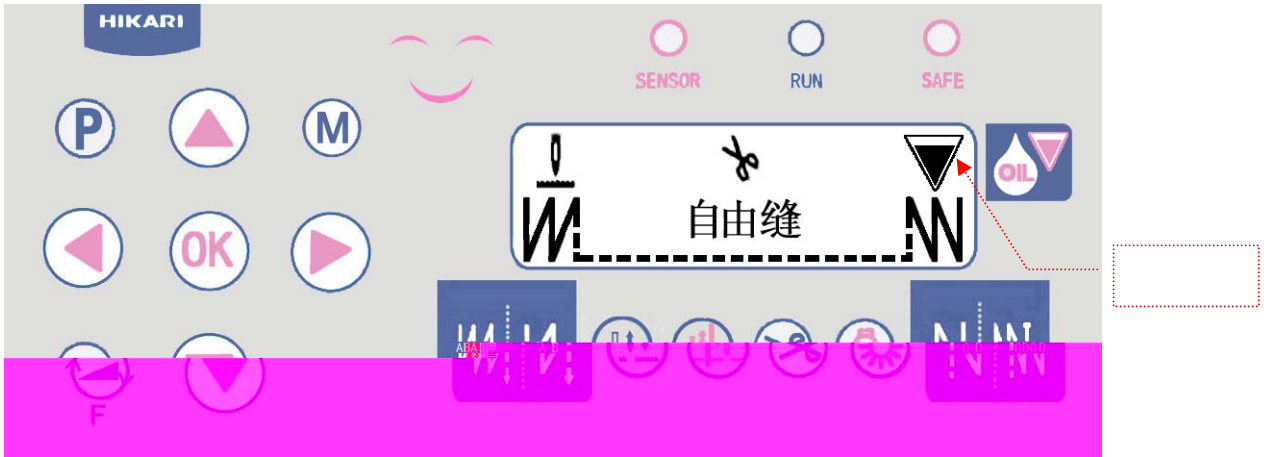 HIKARI
SENSOR RUN SAFE
P M
OIL
自由缝
OK
F